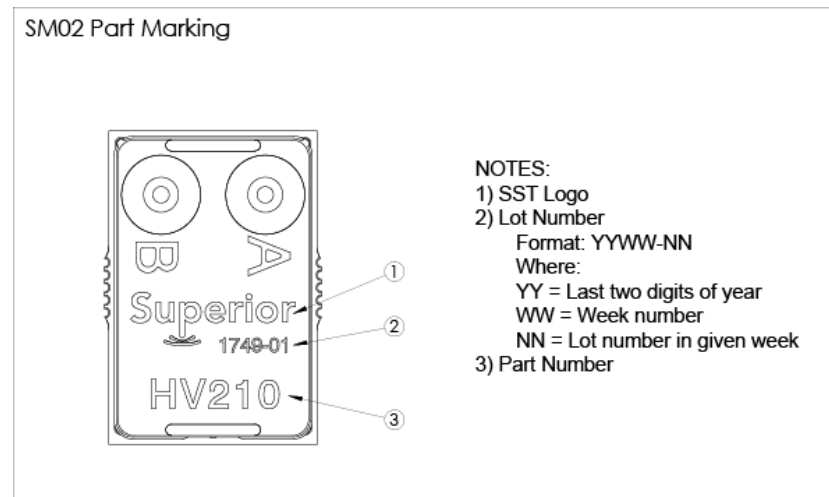 SM02 Part Marking
B A
Superior
1749-01
HV210
1
2
3
NOTES:
1) SST Logo
2) Lot Number
Format: YYWW-NN
Where:
YY = Last two digits of year
WW = Week number
NN = Lot number in given week
3) Part Number